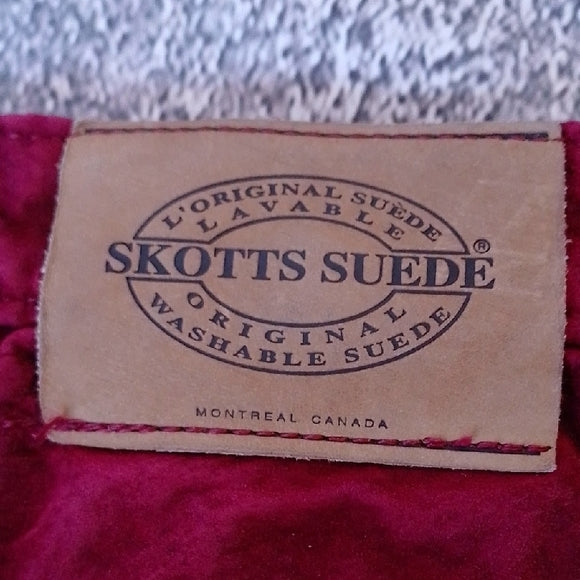 L'ORIGINAL SUÈDE
LAVABLE
SKOTTS SUEDE®
ORIGINAL
WASHABLE SUEDE
MONTREAL CANADA